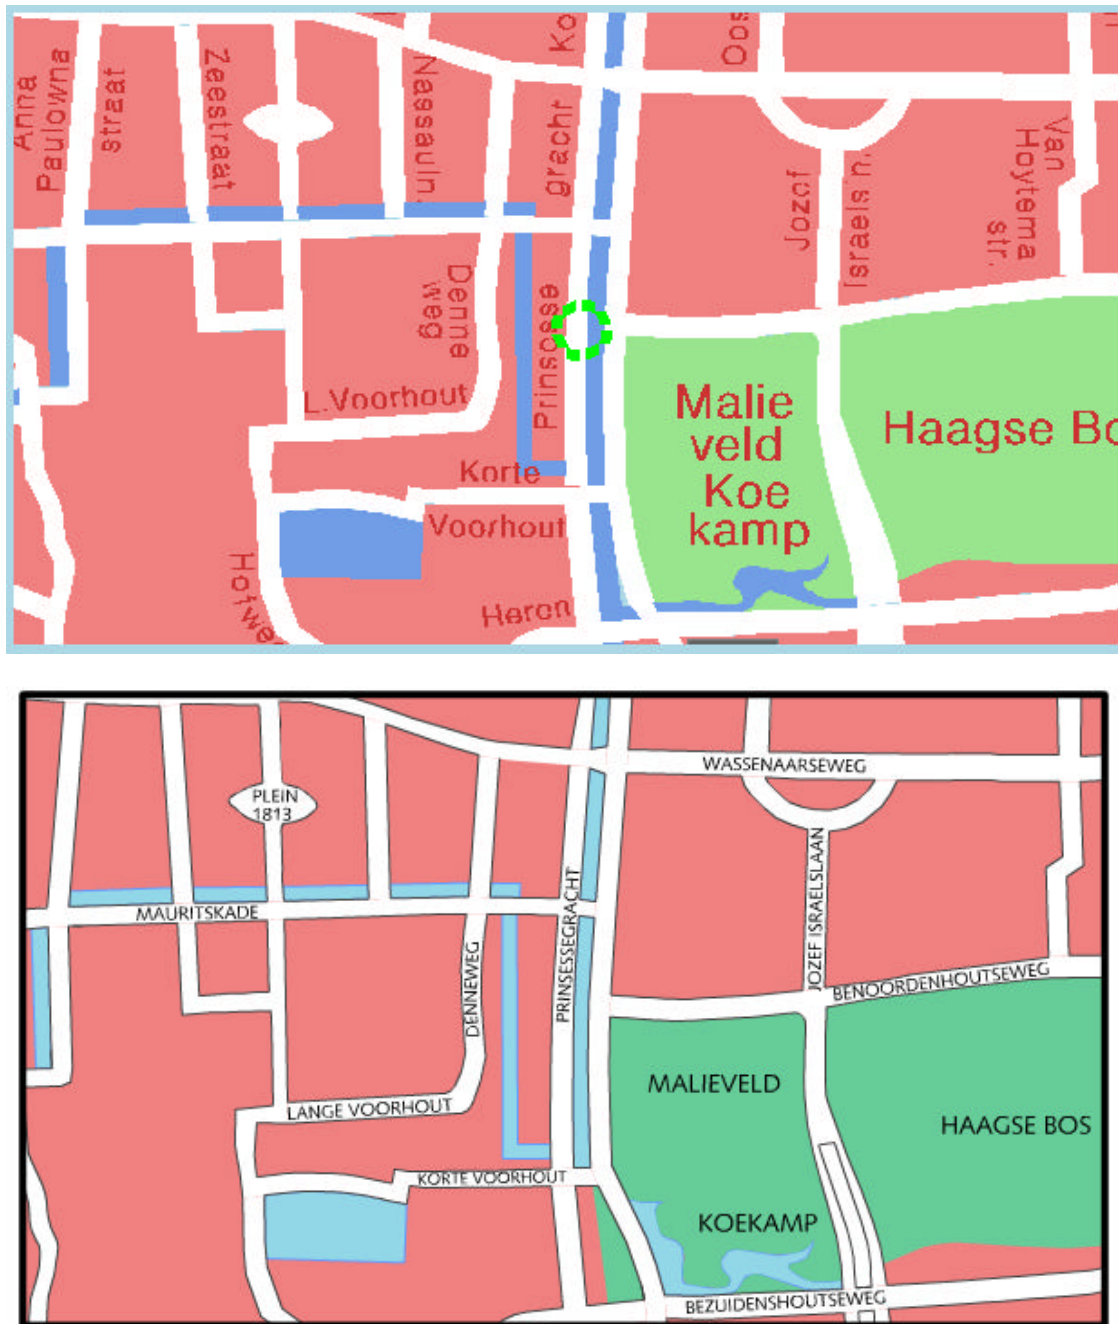 Ko
Oos
Anna
Paulowna
straat
Zeestraat
Nassauln.
gracht
Jozef
Israels n.
Van
Hoytema
str.
Denne
weg
Prinsesse
L.Voorhout
Malie
veld
Koe
kamp
Haagse Bo
Korte
Voorhout
Hofweg
Heren
WASSENAARSEWEG
PLEIN
1813
MAURITSKADE
DENNEWEG
PRINSESSEGRACHT
JOZEF ISRAELSLAAN
BENOORDENHOUTSEWEG
MALIEVELD
LANGE VOORHOUT
HAAGSE BOS
KORTE VOORHOUT
KOEKAMP
BEZUIDENSHOUTSEWEG